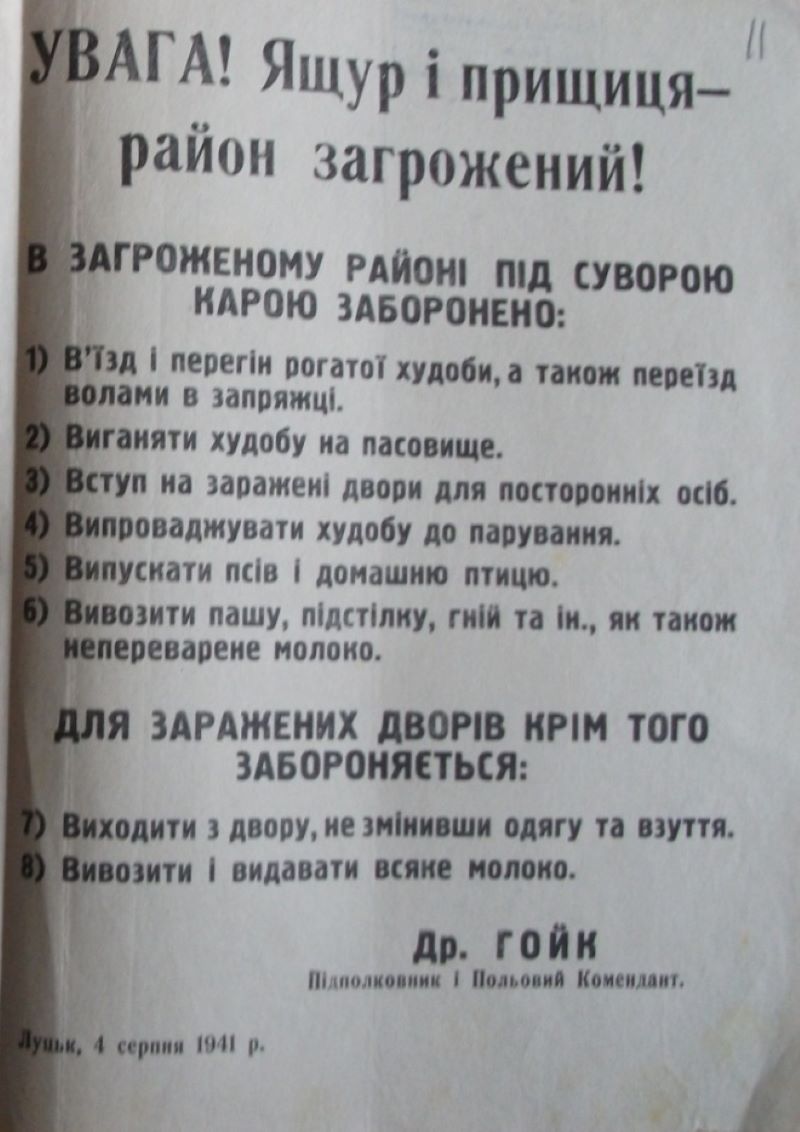 11
УВАГА! Ящур і прищиця—
район загрожений!
В ЗАГРОЖЕНОМУ РАЙОНІ ПІД СУВОРОЮ
КАРОЮ ЗАБОРОНЕНО:
1) В'їзд і перегін рогатої худоби, а також переїзд
волами в запряжці.
2) Виганяти худобу на пасовище.
3) Вступ на заражені двори для посторонніх осіб.
4) Випроваджувати худобу до парування.
5) Випускати псів і домашню птицю.
6) Вивозити пашу, підстілку, гній та ін., як також
непереварене молоко.
ДЛЯ ЗАРАЖЕНИХ ДВОРІВ КРІМ ТОГО
ЗАБОРОНЯЄТЬСЯ:
7) Виходити з двору, не змінивши одягу та взуття.
8) Вивозити і видавати всяке молоко.
Др. ГОЙК
Підполковник і Польовий Комендант.
Луцьк, 4 серпня 1941 р.